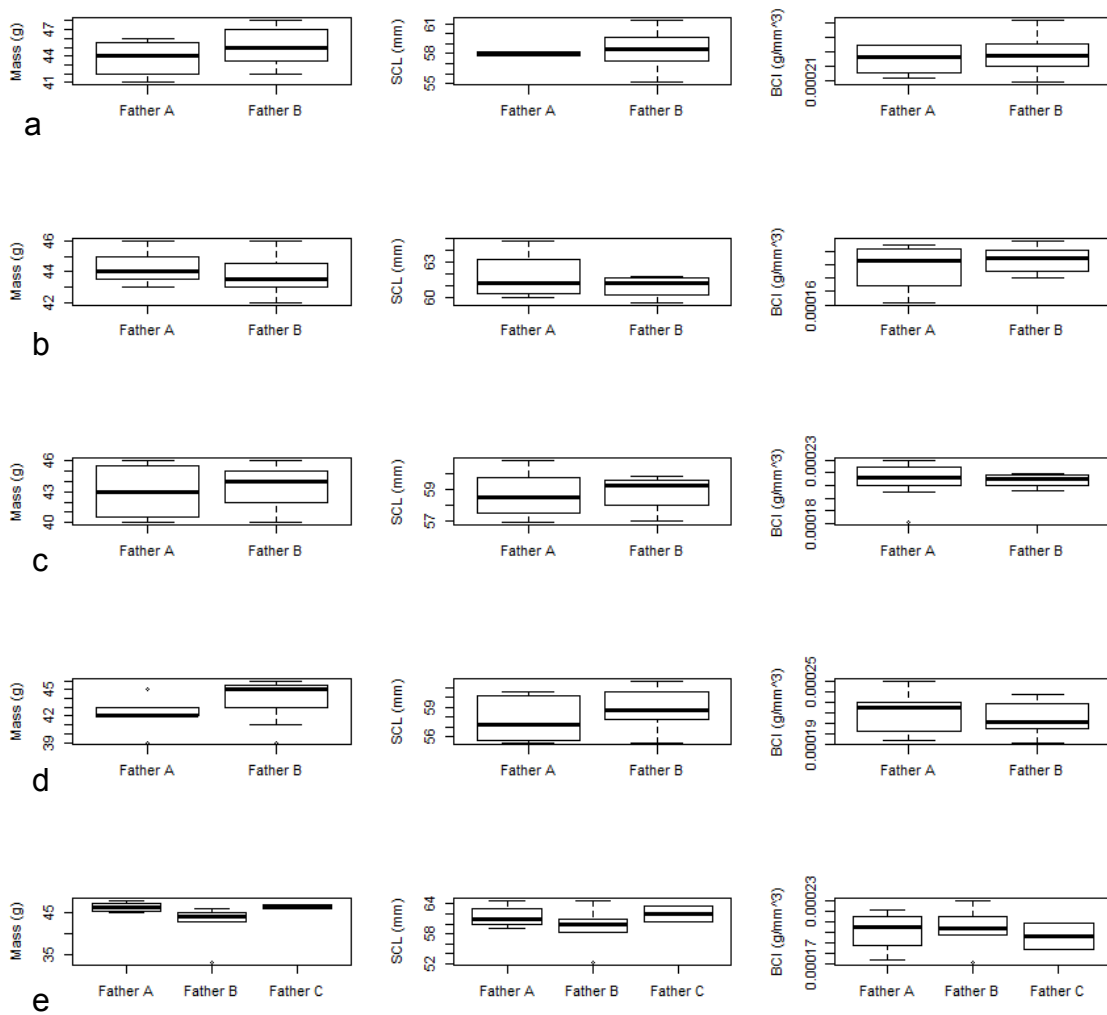 Mass (g)
47
44
41
Father A
Father B
SCL (mm)
61
58
55
Father A
Father B
BCI (g/mm^3)
0.00021
Father A
Father B
a
Mass (g)
46
44
42
Father A
Father B
SCL (mm)
63
60
Father A
Father B
BCI (g/mm^3)
0.00016
Father A
Father B
b
Mass (g)
46
43
40
Father A
Father B
SCL (mm)
59
57
Father A
Father B
BCI (g/mm^3)
0.00023
0.00018
Father A
Father B
c
Mass (g)
45
42
39
Father A
Father B
SCL (mm)
59
56
Father A
Father B
BCI (g/mm^3)
0.00025
0.00019
Father A
Father B
d
Mass (g)
45
35
Father A
Father B
Father C
SCL (mm)
64
58
52
Father A
Father B
Father C
BCI (g/mm^3)
0.00023
0.00017
Father A
Father B
Father C
e